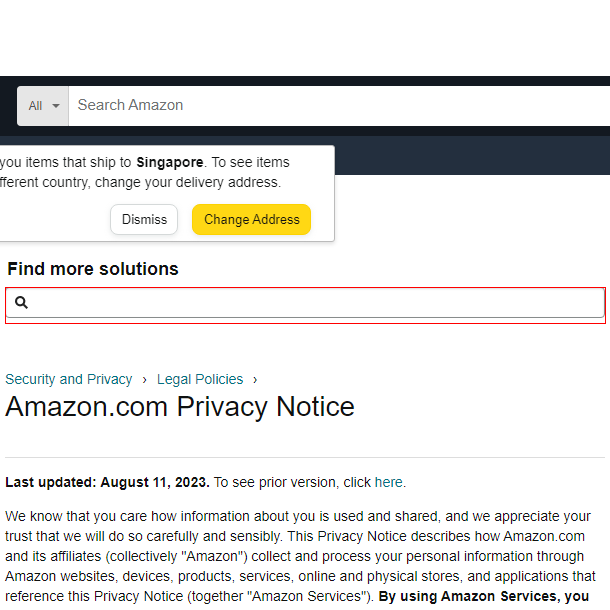 All
Search Amazon
you items that ship to Singapore. To see items
fferent country, change your delivery address.
Dismiss
Change Address
Find more solutions
Security and Privacy › Legal Policies ›
Amazon.com Privacy Notice
Last updated: August 11, 2023. To see prior version, click here.
We know that you care how information about you is used and shared, and we appreciate your
trust that we will do so carefully and sensibly. This Privacy Notice describes how Amazon.com
and its affiliates (collectively "Amazon") collect and process your personal information through
Amazon websites, devices, products, services, online and physical stores, and applications that
reference this Privacy Notice (together "Amazon Services"). By using Amazon Services, you